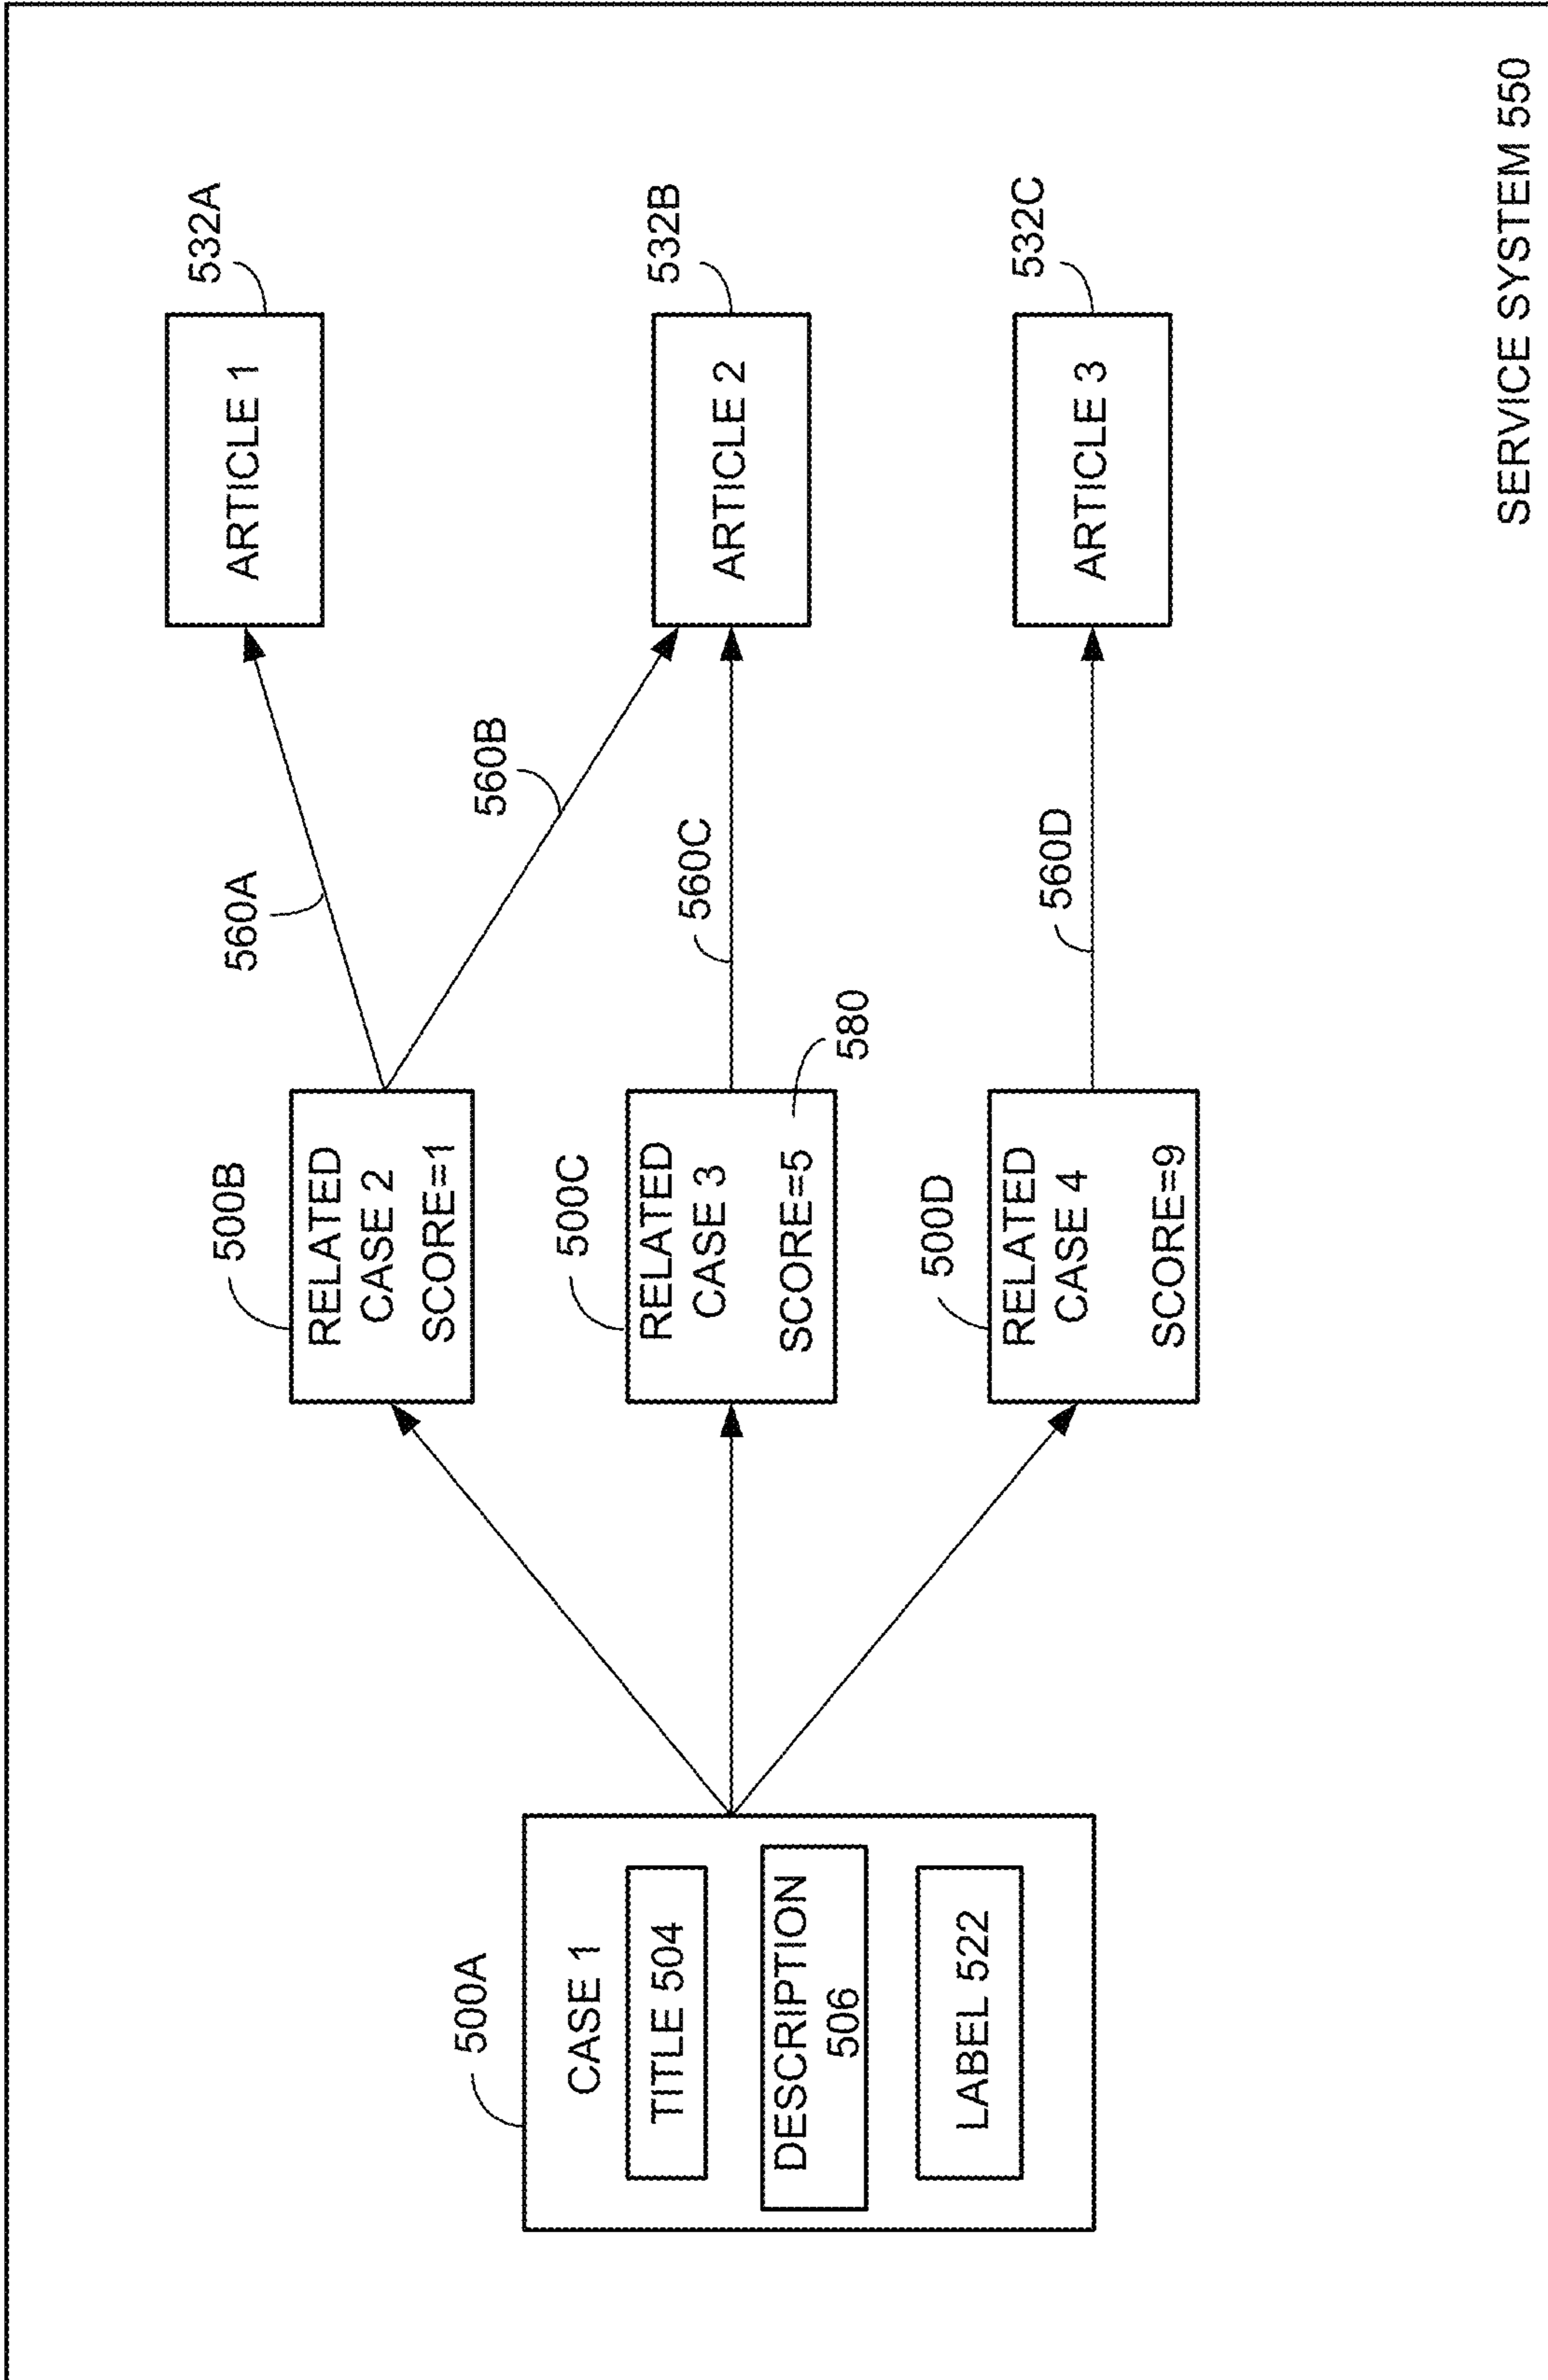 500A
CASE 1
TITLE 504
DESCRIPTION
506
LABEL 522
500B
RELATED
CASE 2
SCORE=1
500C
RELATED
CASE 3
SCORE=5
580
500D
RELATED
CASE 4
SCORE=9
560A
560B
560C
560D
532A
ARTICLE 1
532B
ARTICLE 2
532C
ARTICLE 3
SERVICE SYSTEM 550